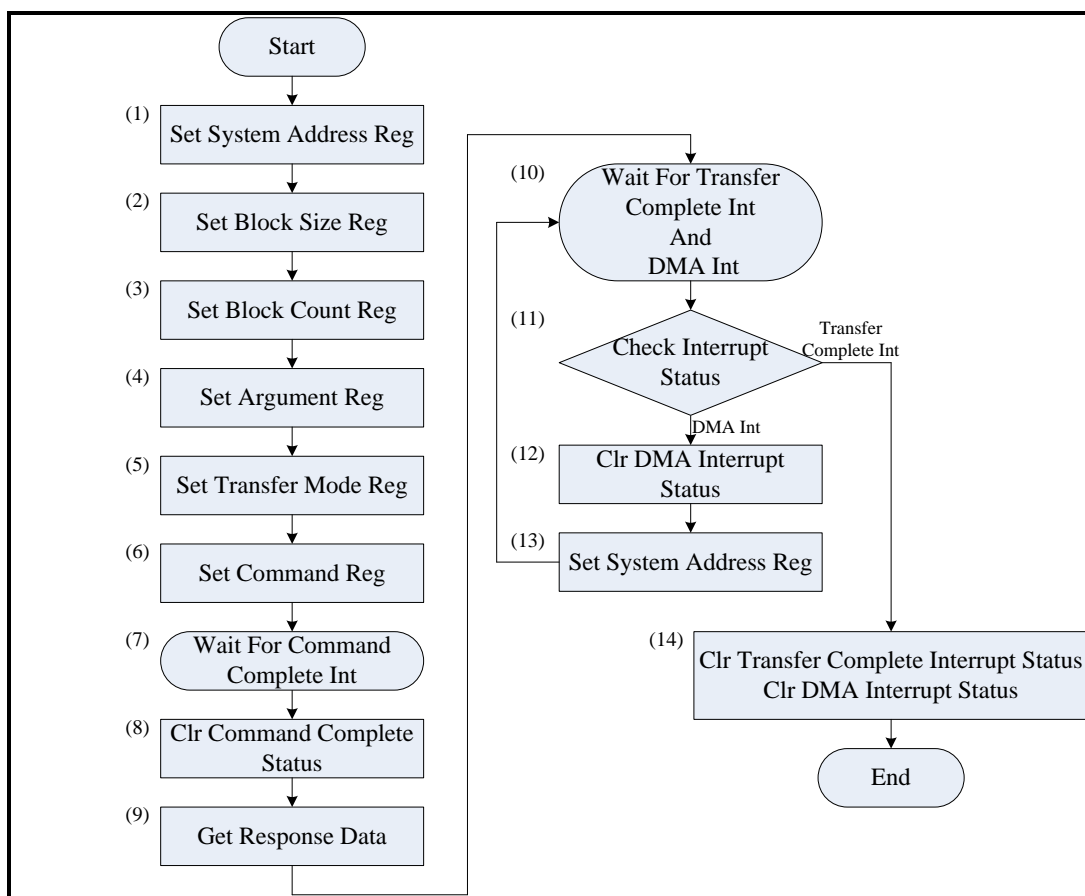 Start
(1)
Set System Address Reg
(2)
Set Block Size Reg
(3)
Set Block Count Reg
(4)
Set Argument Reg
(5)
Set Transfer Mode Reg
(6)
Set Command Reg
(7)
Wait For Command
Complete Int
(8)
Clr Command Complete
Status
(9)
Get Response Data
(10)
Wait For Transfer
Complete Int
And
DMA Int
(11)
Check Interrupt
Status
Transfer
Complete Int
DMA Int
(12)
Clr DMA Interrupt
Status
(13)
Set System Address Reg
(14)
Clr Transfer Complete Interrupt Status
Clr DMA Interrupt Status
End